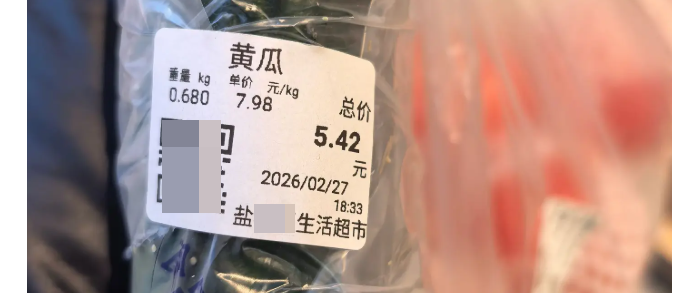 黄瓜
重量 kg 单价 元/kg
0.680 7.98 总价
5.42
元
2026/02/27
18:33
盐 生活超市